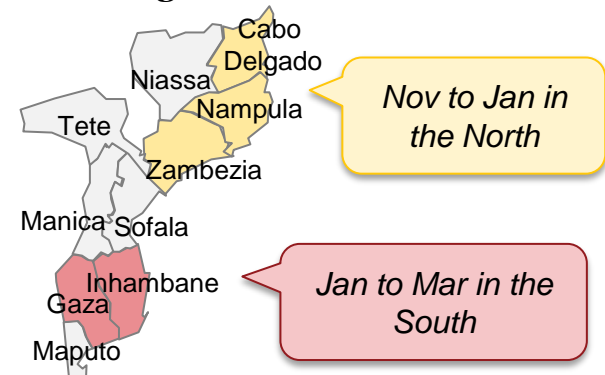 Cabo
Delgado
Niassa
Nampula
Tete
Zambezia
Manica
Sofala
Inhambane
Gaza
Maputo
Nov to Jan in
the North
Jan to Mar in the
South